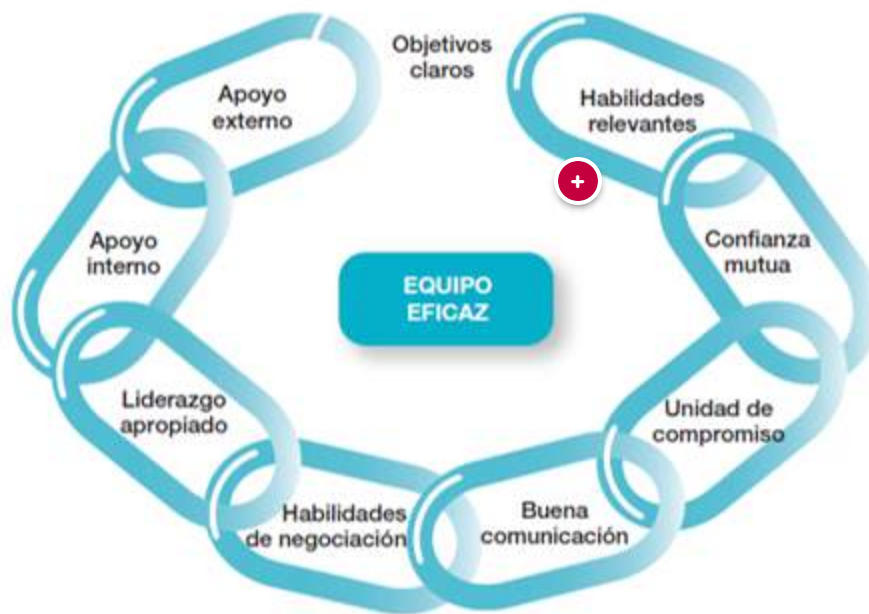 Objetivos
claros
Habilidades
relevantes
Confianza
mutua
Unidad de
compromiso
Buena
comunicación
Habilidades
de negociación
Liderazgo
apropiado
Apoyo
interno
Apoyo
externo
EQUIPO
EFICAZ
+